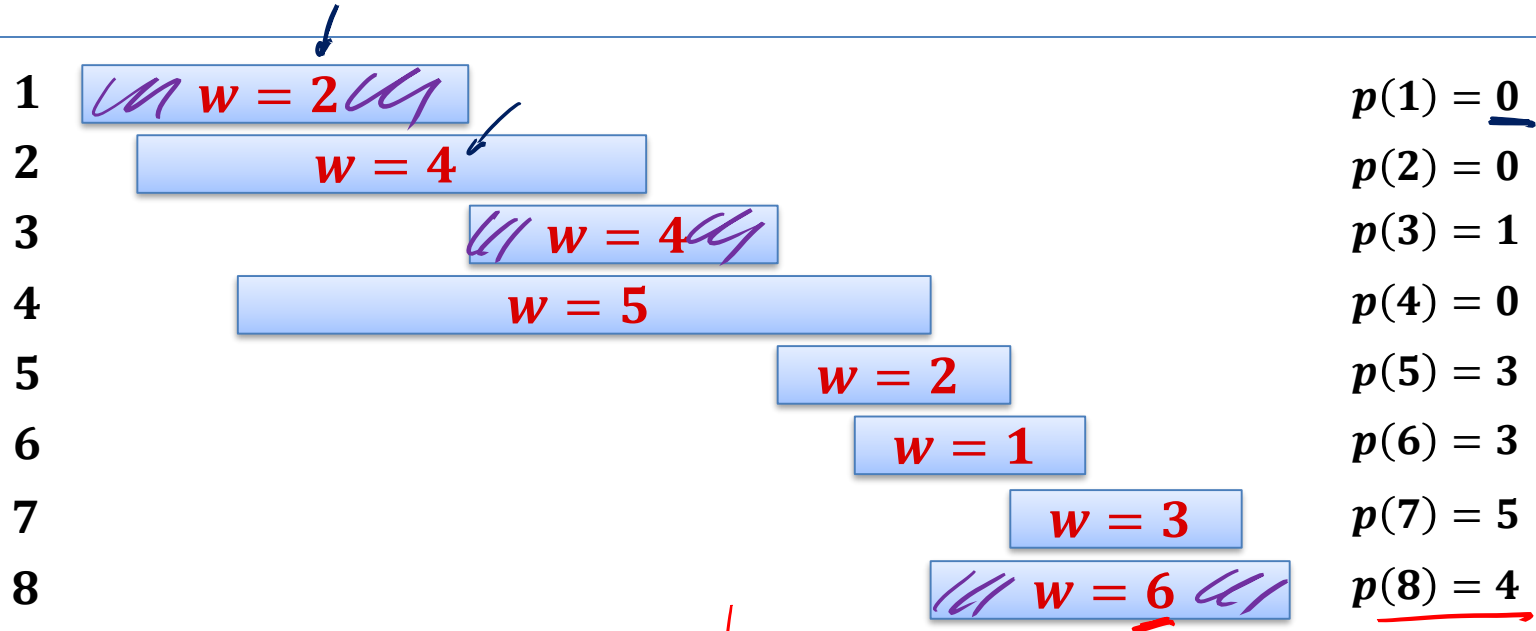 1 w = 2 p(1) = 0
2 w = 4 p(2) = 0
3 w = 4 p(3) = 1
4 w = 5 p(4) = 0
5 w = 2 p(5) = 3
6 w = 1 p(6) = 3
7 w = 3 p(7) = 5
8 w = 6 p(8) = 4